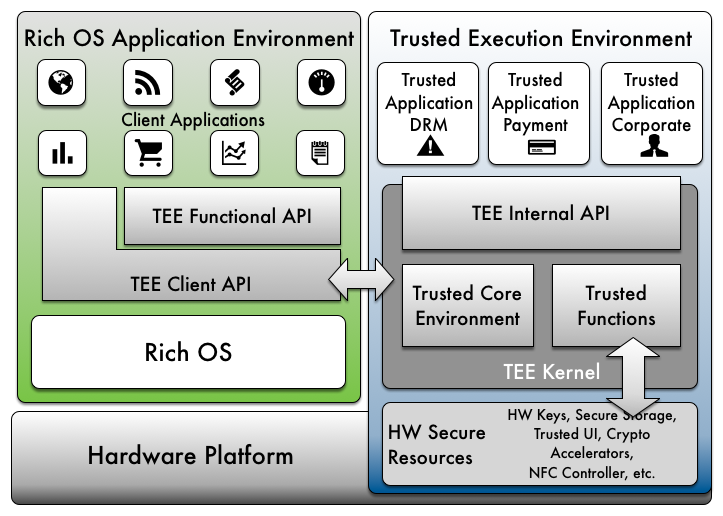 Rich OS Application Environment
Client Applications
TEE Functional API
TEE Client API
Rich OS
Trusted Execution Environment
Trusted
Application
DRM
Trusted
Application
Payment
Trusted
Application
Corporate
TEE Internal API
Trusted Core
Environment
Trusted
Functions
TEE Kernel
HW Secure
Resources
HW Keys, Secure Storage,
Trusted UI, Crypto
Accelerators,
NFC Controller, etc.
Hardware Platform